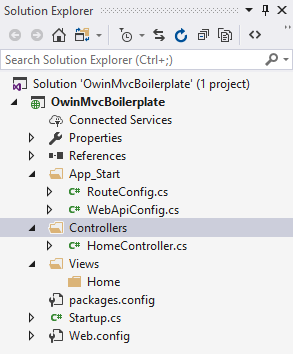 Solution Explorer
Search Solution Explorer (Ctrl+;)
Solution 'OwinMvcBoilerplate' (1 project)
OwinMvcBoilerplate
Connected Services
Properties
References
App_Start
C# RouteConfig.cs
C# WebApiConfig.cs
Controllers
C# HomeController.cs
Views
Home
packages.config
C# Startup.cs
Web.config